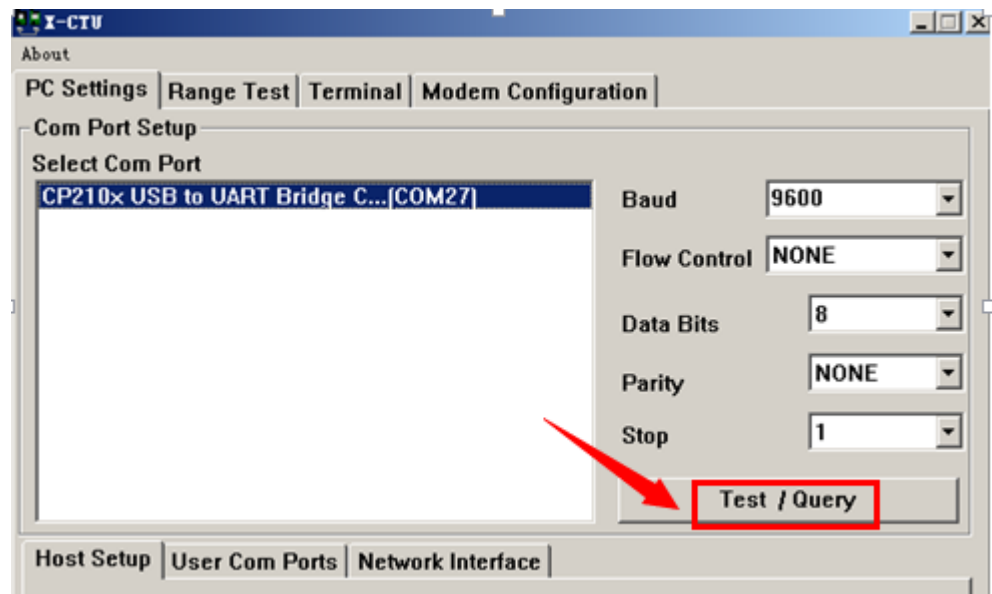 X-CTU
About
PC Settings Range Test Terminal Modem Configuration
Com Port Setup
Select Com Port
CP210x USB to UART Bridge C...(COM27)
Baud 9600
Flow Control NONE
Data Bits 8
Parity NONE
Stop 1
Test / Query
Host Setup User Com Ports Network Interface